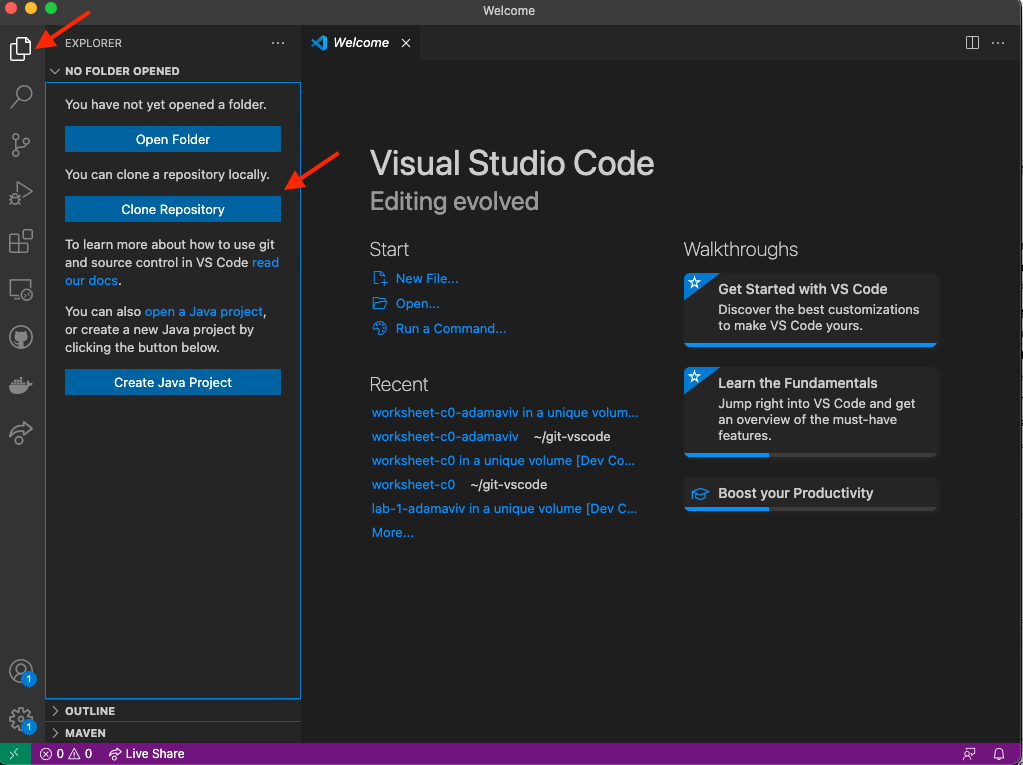 Welcome
EXPLORER
Welcome
NO FOLDER OPENED
You have not yet opened a folder.
Open Folder
You can clone a repository locally.
Clone Repository
To learn more about how to use git
and source control in VS Code read
our docs.
You can also open a Java project,
or create a new Java project by
clicking the button below.
Create Java Project
Visual Studio Code
Editing evolved
Start
New File...
Open...
Run a Command...
Recent
worksheet-c0-adamaviv in a unique volum...
worksheet-c0-adamaviv ~/git-vscode
worksheet-c0 in a unique volume [Dev Co...
worksheet-c0 ~/git-vscode
lab-1-adamaviv in a unique volume [Dev C...
More...
Walkthroughs
Get Started with VS Code
Discover the best customizations
to make VS Code yours.
Learn the Fundamentals
Jump right into VS Code and get
an overview of the must-have
features.
Boost your Productivity
1
1
OUTLINE
MAVEN
0 0 Live Share